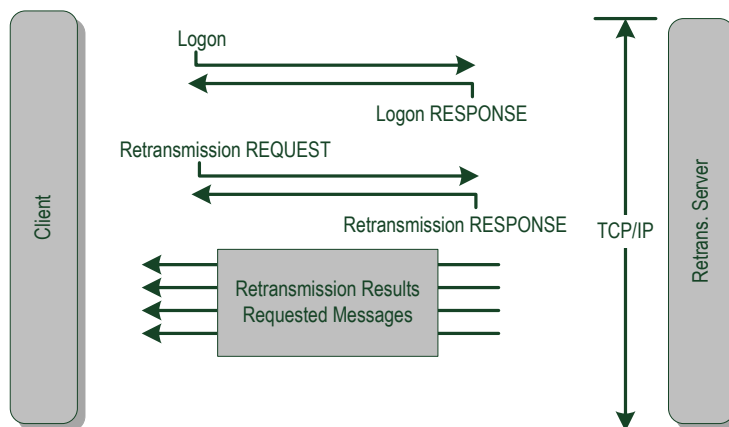 Logon
Logon RESPONSE
Retransmission REQUEST
Retransmission RESPONSE
Client
TCP/IP
Retrans. Server
Retransmission Results
Requested Messages